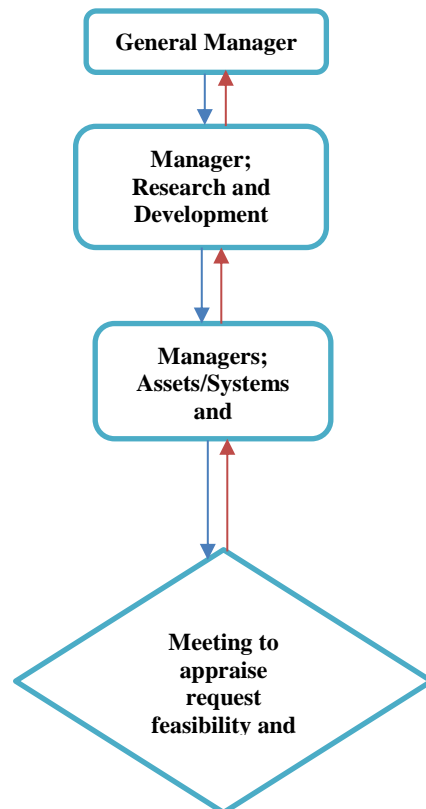 General Manager
Manager;
Research and
Development
Managers;
Assets/Systems
and
Meeting to
appraise
request
feasibility and